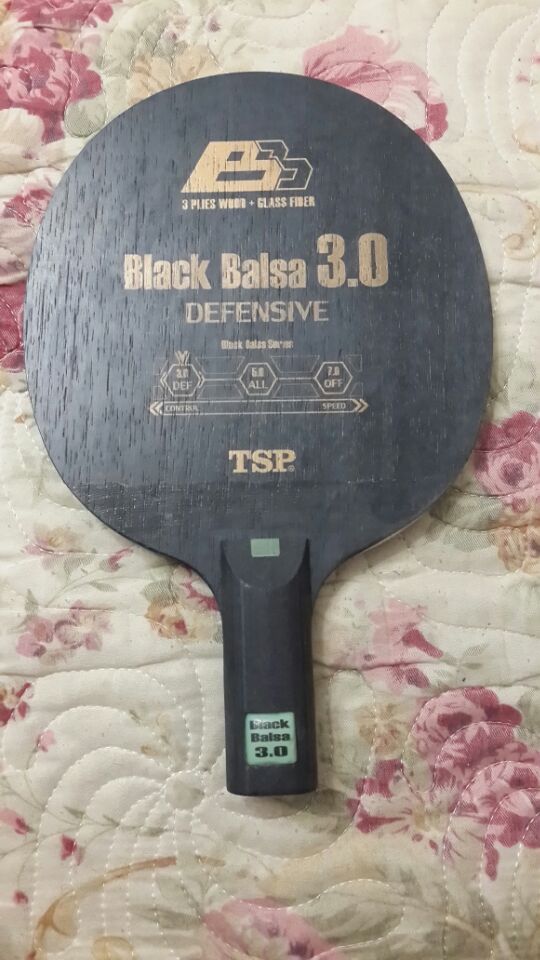 3 PLIES WOOD + GLASS FIBER
Black Balsa 3.0
DEFENSIVE
Black Balsa Series
3.0 5.0 7.0
DEF ALL OFF
CONTROL SPEED
TSP®
Black
Balsa
3.0